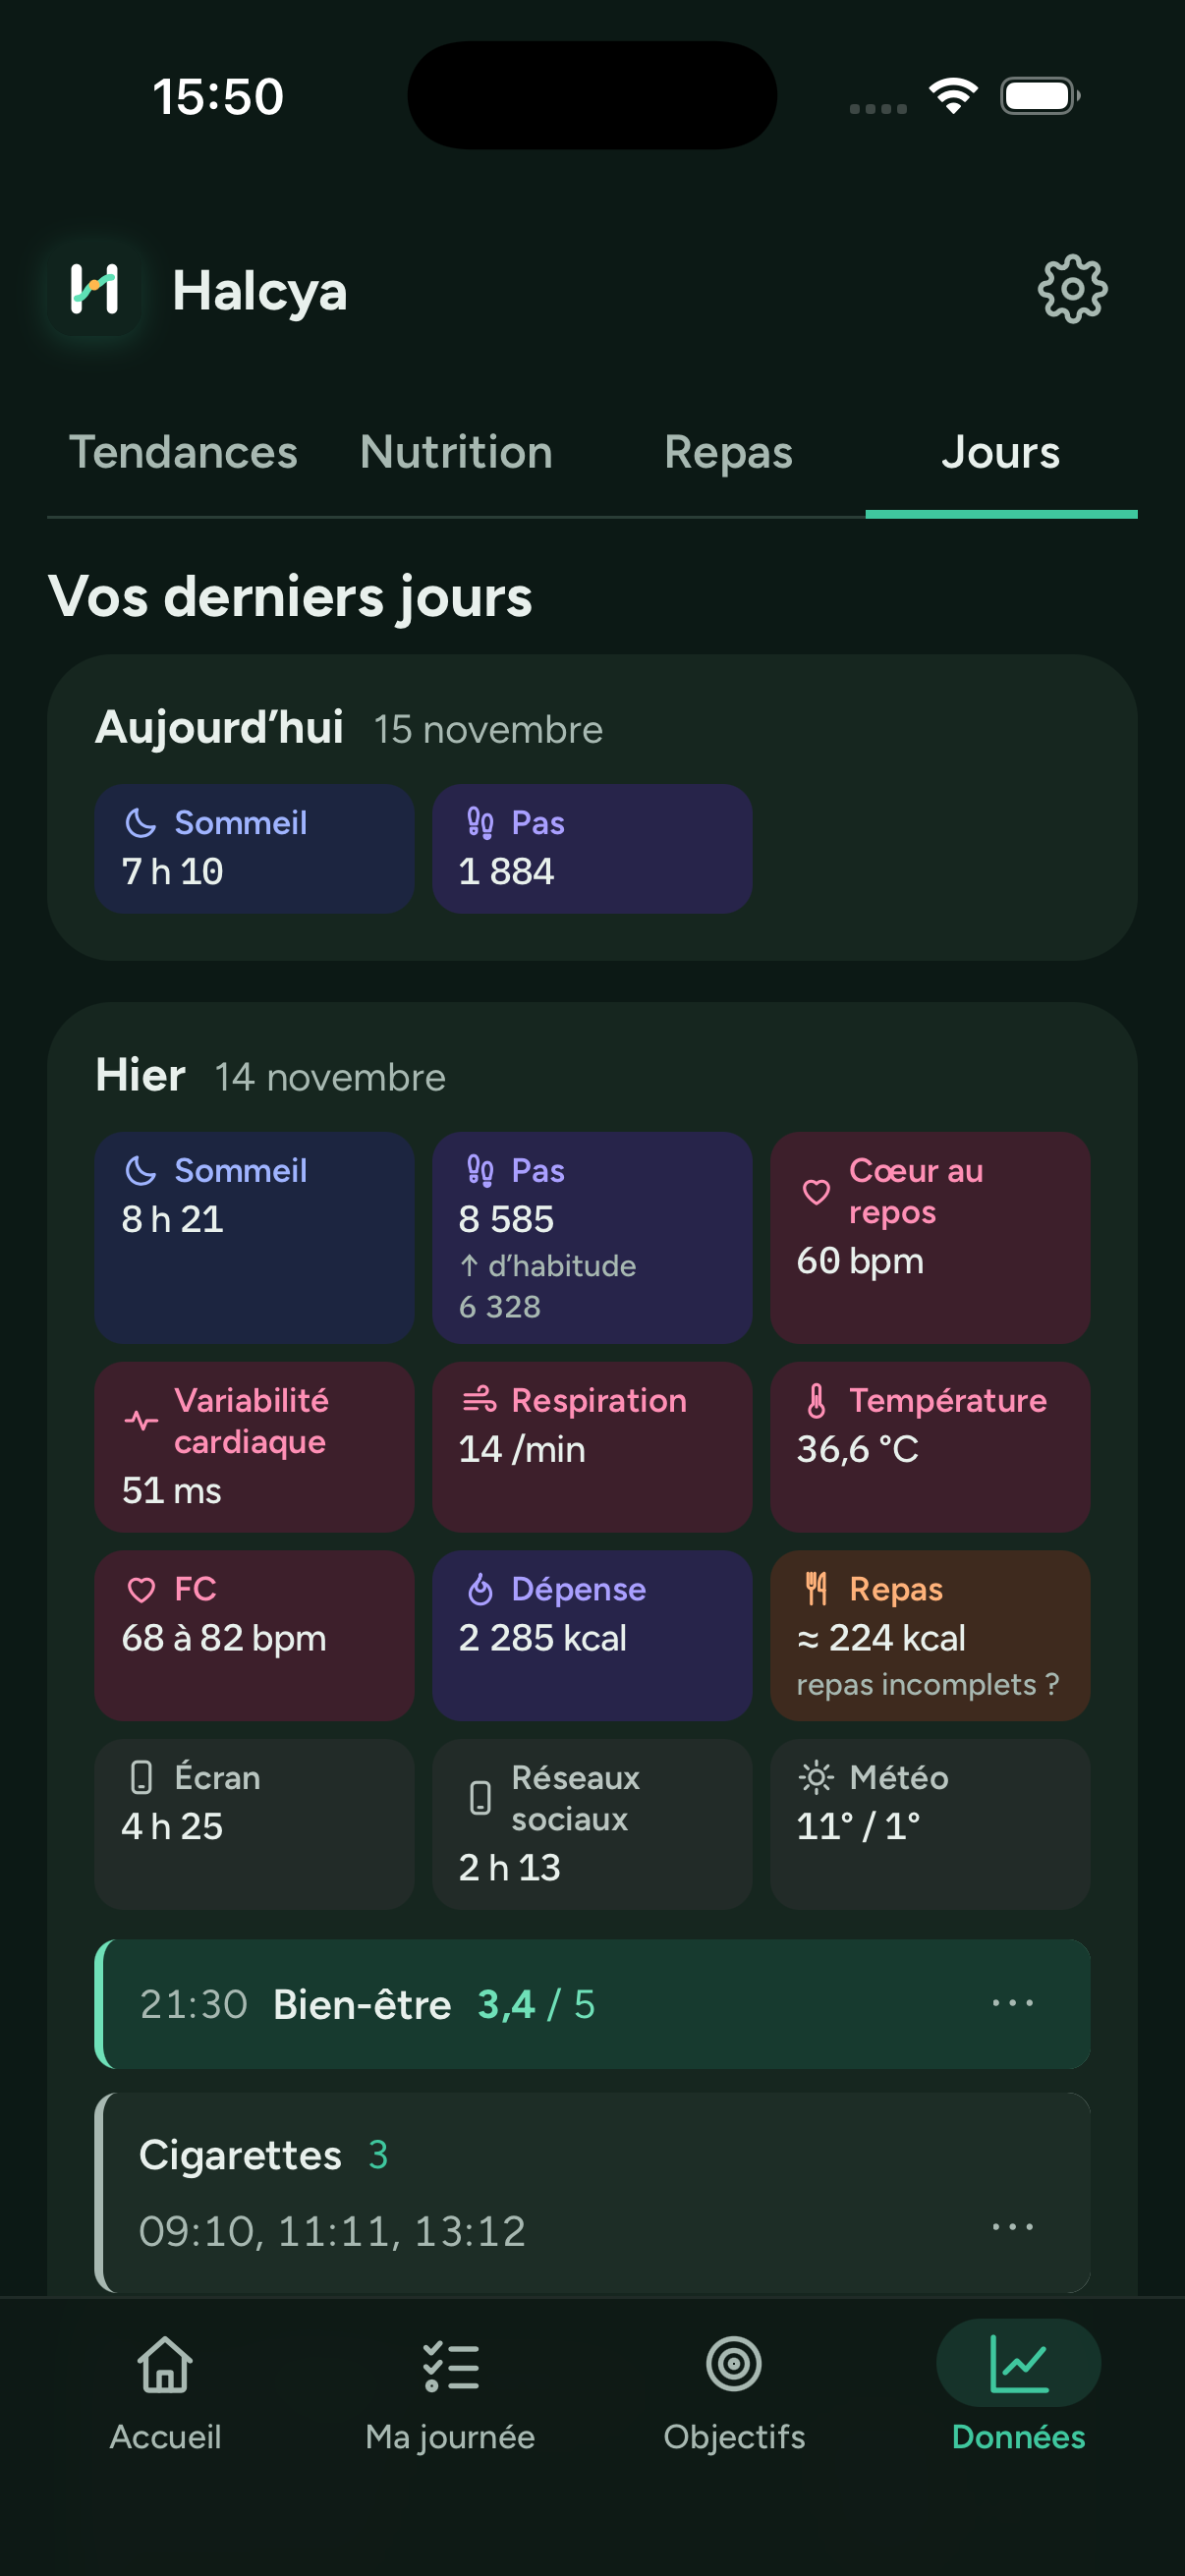 15:50
Halcya
Tendances Nutrition Repas Jours
Vos derniers jours
Aujourd’hui 15 novembre
Sommeil
7 h 10
Pas
1 884
Hier 14 novembre
Sommeil
8 h 21
Pas
8 585
↑ d’habitude
6 328
Cœur au
repos
60 bpm
Variabilité
cardiaque
51 ms
Respiration
14 /min
Température
36,6 °C
FC
68 à 82 bpm
Dépense
2 285 kcal
Repas
≈ 224 kcal
repas incomplets ?
Écran
4 h 25
Réseaux
sociaux
2 h 13
Météo
11° / 1°
21:30 Bien-être 3,4 / 5
Cigarettes 3
09:10, 11:11, 13:12
Accueil Ma journée Objectifs Données